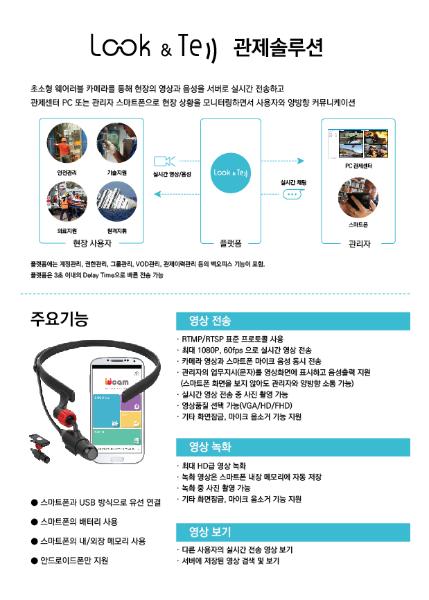 Look & Tell 관제솔루션
초소형 웨어러블 카메라를 통해 현장의 영상과 음성을 서버로 실시간 전송하고
관제센터 PC 또는 관리자 스마트폰으로 현장 상황을 모니터링하면서 사용자와 양방향 커뮤니케이션
안전관리
기술지원
의료지원
원격지휘
현장 사용자
실시간 영상/음성
Look & Tell
플랫폼
실시간 채팅
PC 관제센터
스마트폰
관리자
플랫폼에는 계정관리, 권한관리, 그룹관리, VOD관리, 관제이력관리 등의 백오피스 기능이 포함.
플랫폼은 3초 이내의 Delay Time으로 빠른 전송 가능
주요기능
● 스마트폰과 USB 방식으로 유선 연결
● 스마트폰의 배터리 사용
● 스마트폰의 내/외장 메모리 사용
● 안드로이드폰만 지원
영상 전송
· RTMP/RTSP 표준 프로토콜 사용
· 최대 1080P, 60fps 으로 실시간 영상 전송
· 카메라 영상과 스마트폰 마이크 음성 동시 전송
· 관리자의 업무지시(문자)를 영상화면에 표시하고 음성출력 지원
(스마트폰 화면을 보지 않아도 관리자와 양방향 소통 가능)
· 실시간 영상 전송 중 사진 촬영 가능
· 영상품질 선택 가능(VGA/HD/FHD)
· 기타 화면잠금, 마이크 음소거 기능 지원
영상 녹화
· 최대 HD급 영상 녹화
· 녹화 영상은 스마트폰 내장 메모리에 자동 저장
· 녹화 중 사진 촬영 가능
· 기타 화면잠금, 마이크 음소거 기능 지원
영상 보기
· 다른 사용자의 실시간 전송 영상 보기
· 서버에 저장된 영상 검색 및 보기